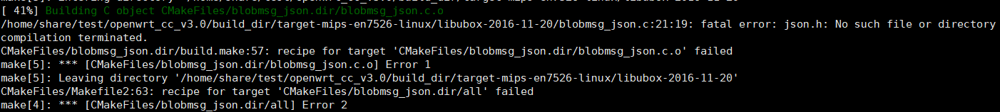 [ 41%] Building C object CMakeFiles/blobmsg_json.dir/blobmsg_json.c.o
/home/share/test/openwrt_cc_v3.0/build_dir/target-mips-en7526-linux/libubox-2016-11-20/blobmsg_json.c:21:19: fatal error: json.h: No such file or directory
compilation terminated.
CMakeFiles/blobmsg_json.dir/build.make:57: recipe for target 'CMakeFiles/blobmsg_json.dir/blobmsg_json.c.o' failed
make[5]: *** [CMakeFiles/blobmsg_json.dir/blobmsg_json.c.o] Error 1
make[5]: Leaving directory '/home/share/test/openwrt_cc_v3.0/build_dir/target-mips-en7526-linux/libubox-2016-11-20'
CMakeFiles/Makefile2:63: recipe for target 'CMakeFiles/blobmsg_json.dir/all' failed
make[4]: *** [CMakeFiles/blobmsg_json.dir/all] Error 2